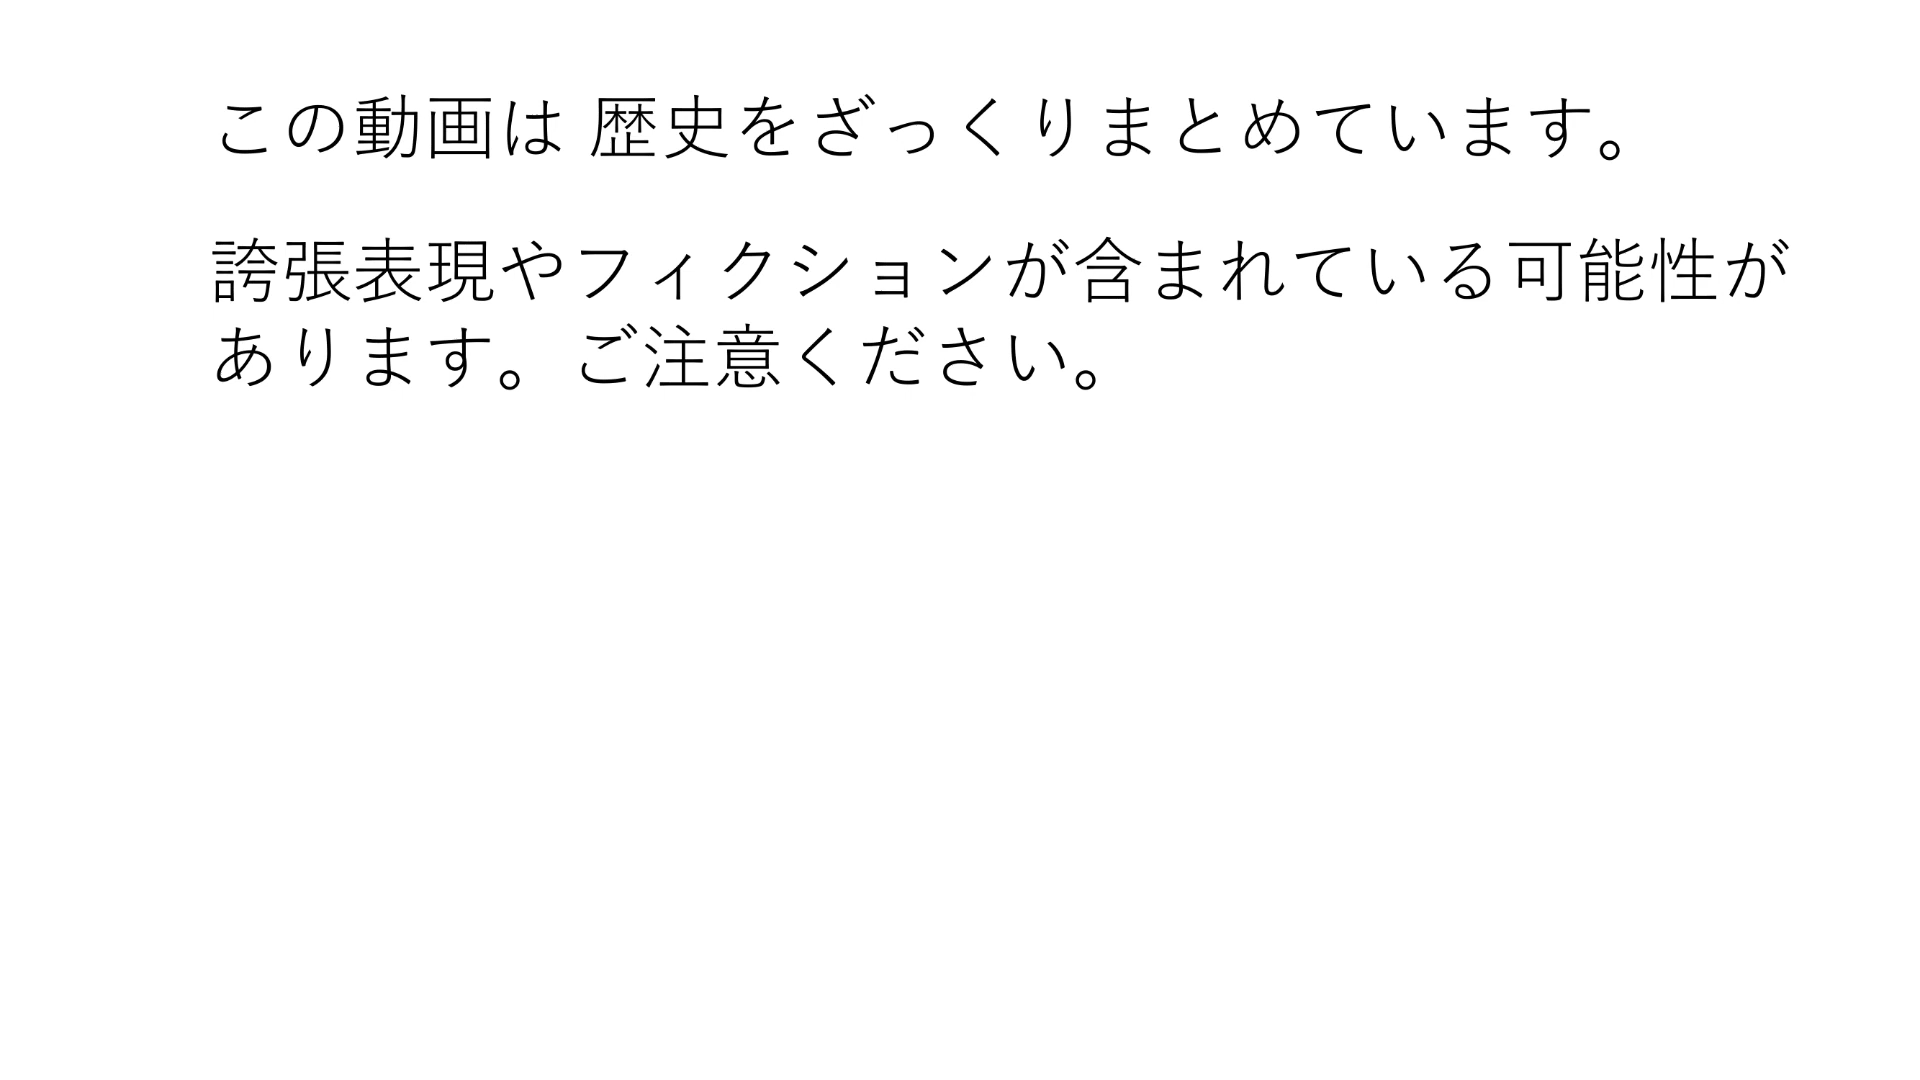 この動画は 歴史をざっくりまとめています。
誇張表現やフィクションが含まれている可能性が
あります。ご注意ください。